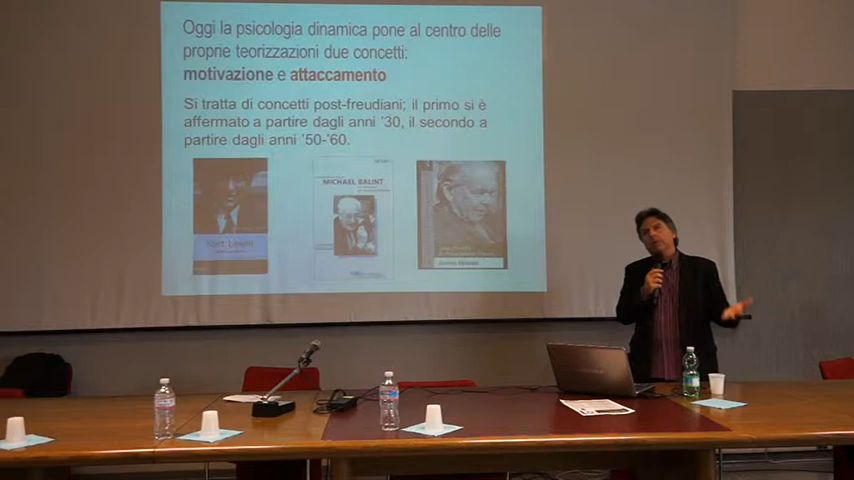 Oggi la psicologia dinamica pone al centro delle
proprie teorizzazioni due concetti:
motivazione e attaccamento
Si tratta di concetti post-freudiani; il primo si è
affermato a partire dagli anni '30, il secondo a
partire dagli anni '50-'60.
Kurt Lewin
MICHAEL BALINT